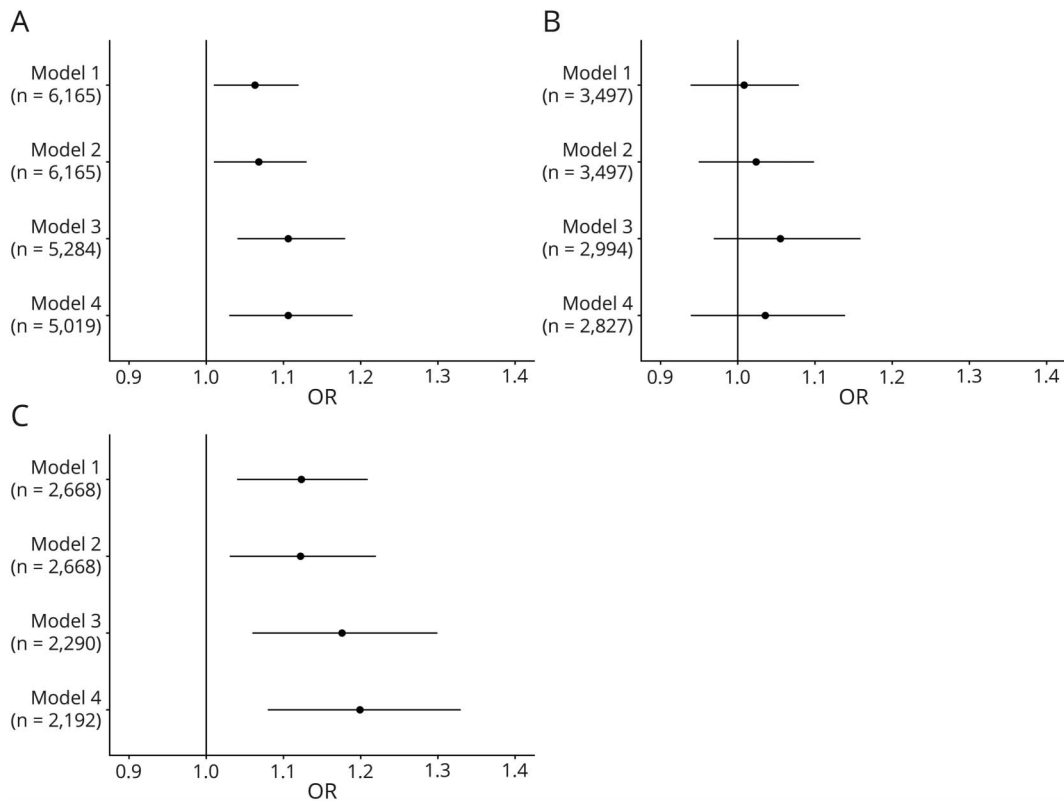 A
Model 1
(n = 6,165)
Model 2
(n = 6,165)
Model 3
(n = 5,284)
Model 4
(n = 5,019)
0.9 1.0 1.1 1.2 1.3 1.4
OR
B
Model 1
(n = 3,497)
Model 2
(n = 3,497)
Model 3
(n = 2,994)
Model 4
(n = 2,827)
0.9 1.0 1.1 1.2 1.3 1.4
OR
C
Model 1
(n = 2,668)
Model 2
(n = 2,668)
Model 3
(n = 2,290)
Model 4
(n = 2,192)
0.9 1.0 1.1 1.2 1.3 1.4
OR